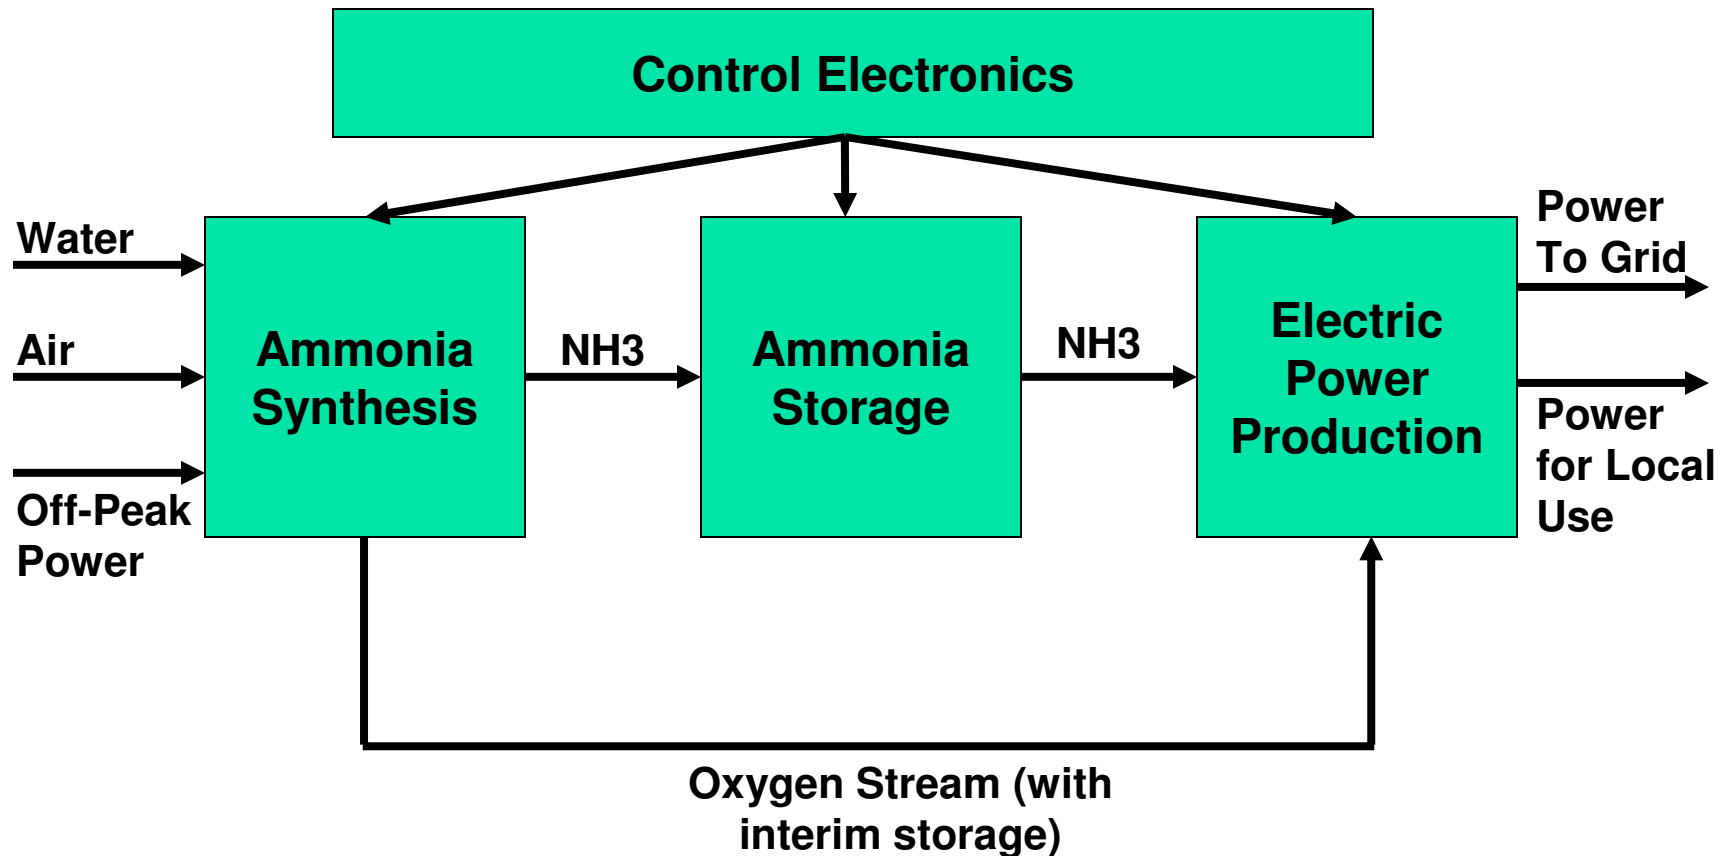 Control Electronics
Water
Air
Off-Peak
Power
Ammonia
Synthesis
NH3
Ammonia
Storage
NH3
Electric
Power
Production
Power
To Grid
Power
for Local
Use
Oxygen Stream (with
interim storage)